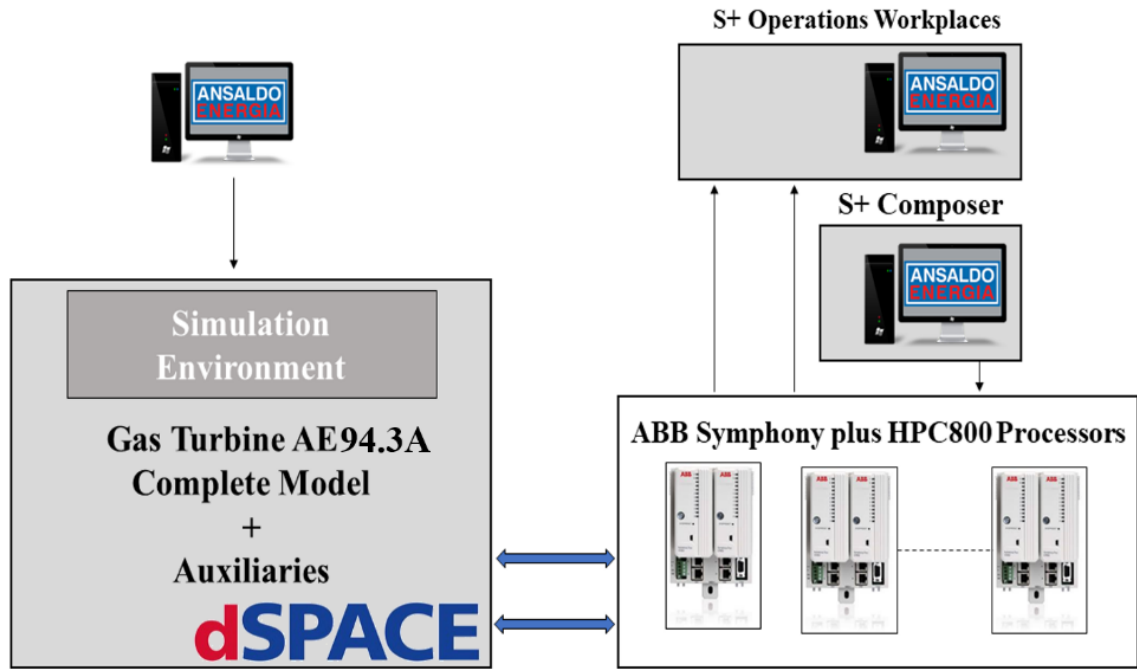 S+ Operations Workplaces
ANSALDO
ENERGIA
ANSALDO
ENERGIA
S+ Composer
ANSALDO
ENERGIA
Simulation
Environment
Gas Turbine AE94.3A
Complete Model
+
Auxiliaries
dSPACE
ABB Symphony plus HPC800 Processors
ABB
ABB
ABB
ABB
ABB
ABB